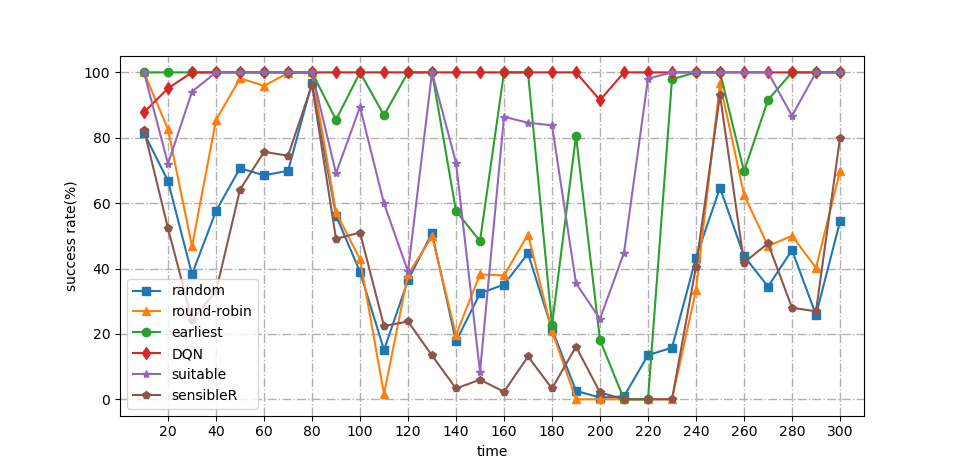 100
80
60
40
20
0
success rate(%)
random
round-robin
earliest
DQN
suitable
sensibleR
20 40 60 80 100 120 140 160 180 200 220 240 260 280 300
time